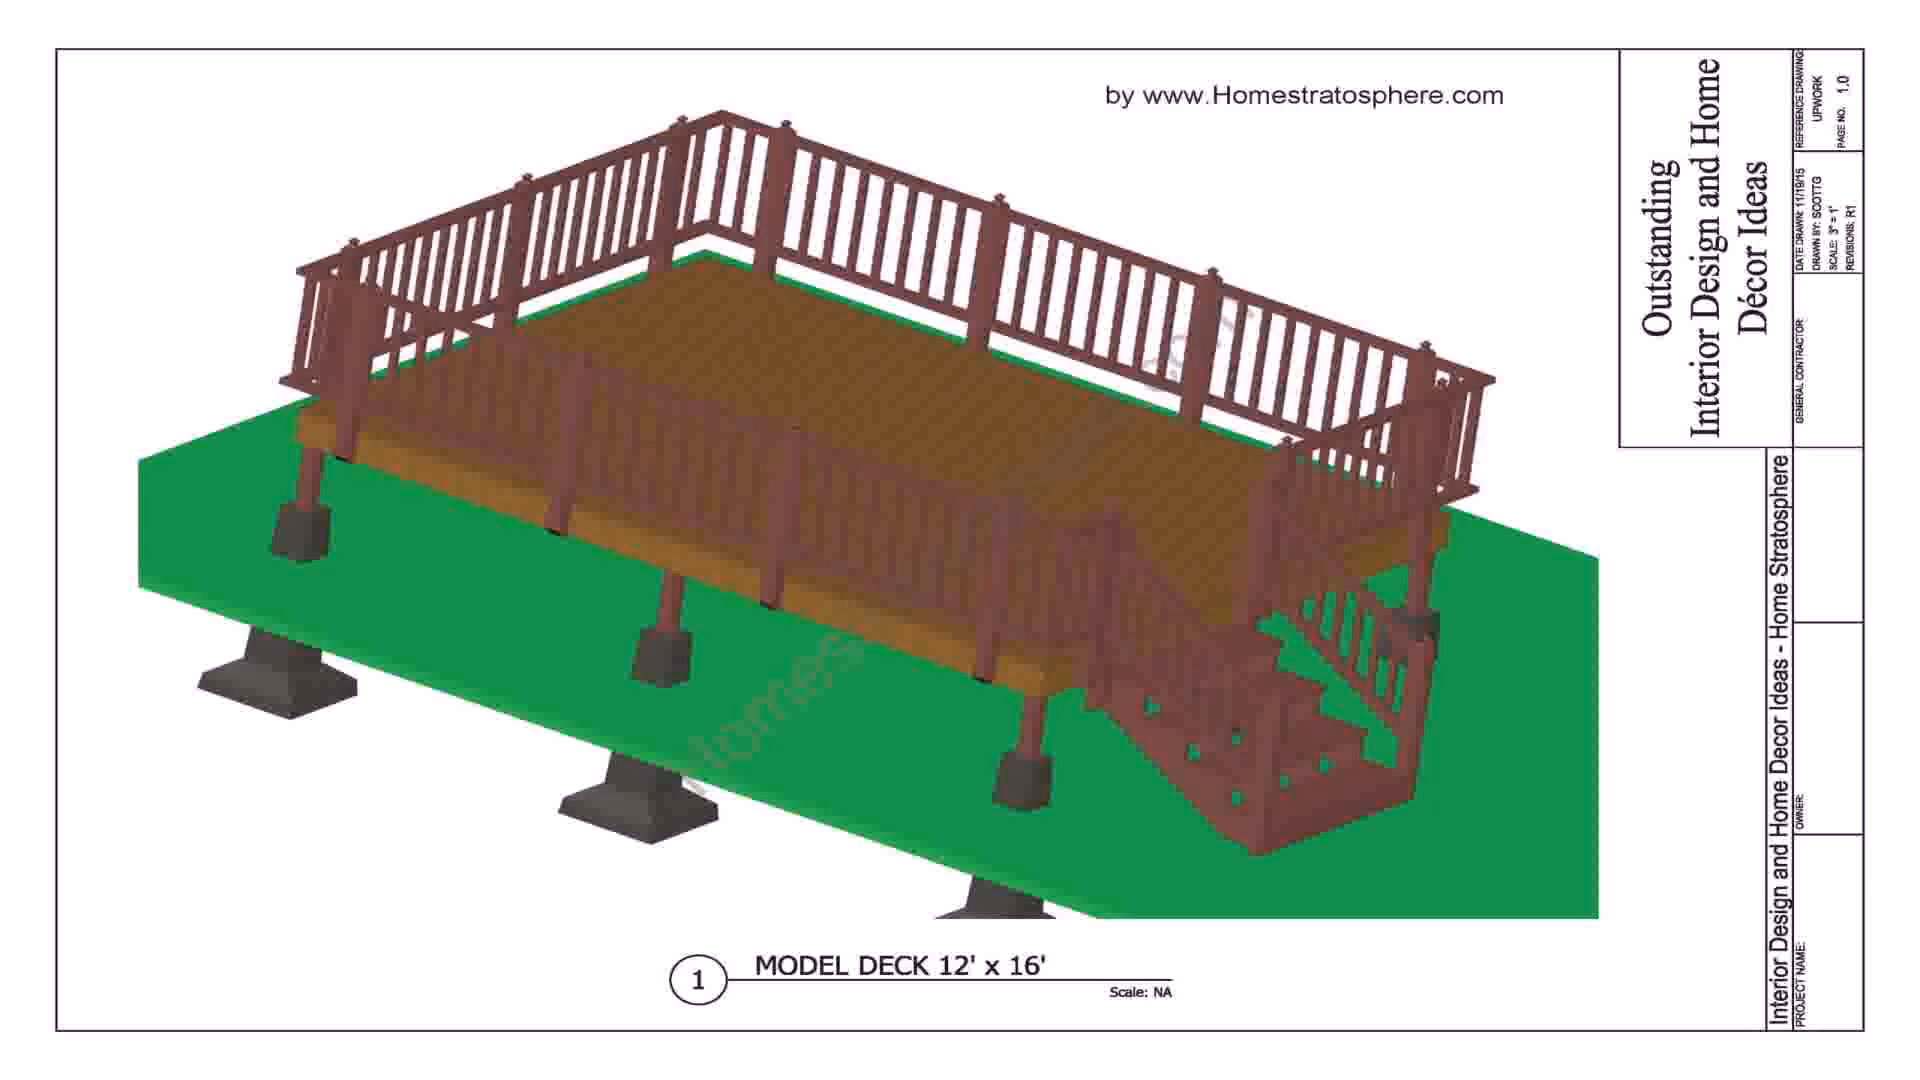 by www.Homestratosphere.com
Outstanding
Interior Design and Home
Décor Ideas
REFERENCE DRAWING:
UPWORK
PAGE NO. 1.0
DATE DRAWN: 11/19/15
DRAWN BY: SCOTTG
SCALE: 3" = 1'
REVISIONS: R1
GENERAL CONTRACTOR:
OWNER:
Interior Design and Home Decor Ideas - Home Stratosphere
PROJECT NAME:
1
MODEL DECK 12' x 16'
Scale: NA